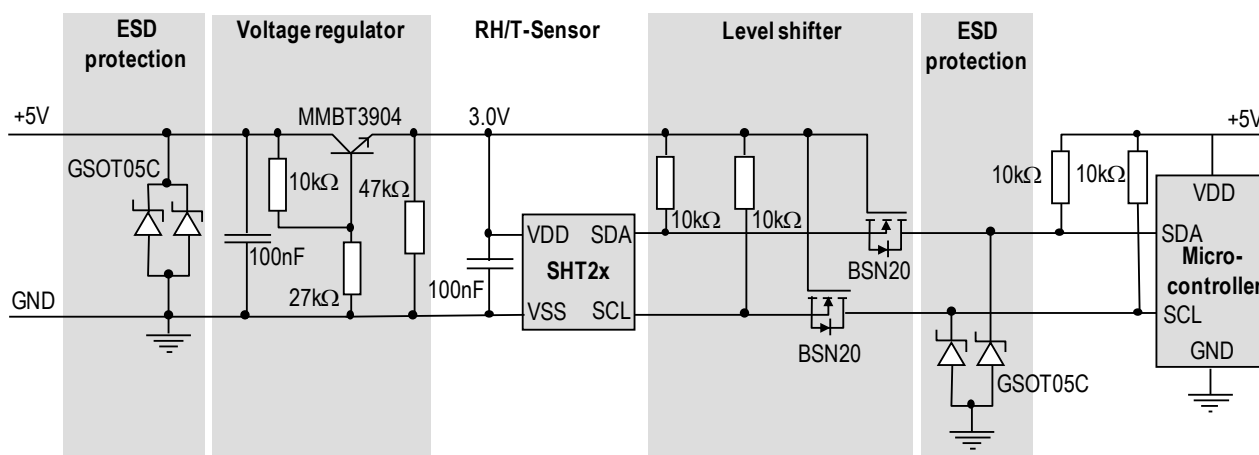 ESD
protection
Voltage regulator
RH/T-Sensor
Level shifter
ESD
protection
+5V
MMBT3904
3.0V
+5V
GSOT05C
10kΩ
47kΩ
10kΩ
10kΩ
10kΩ
10kΩ
VDD
100nF
27kΩ
100nF
VDD
SDA
SHT2x
VSS
SCL
BSN20
BSN20
SDA
Micro-
controller
SCL
GND
GND
GSOT05C